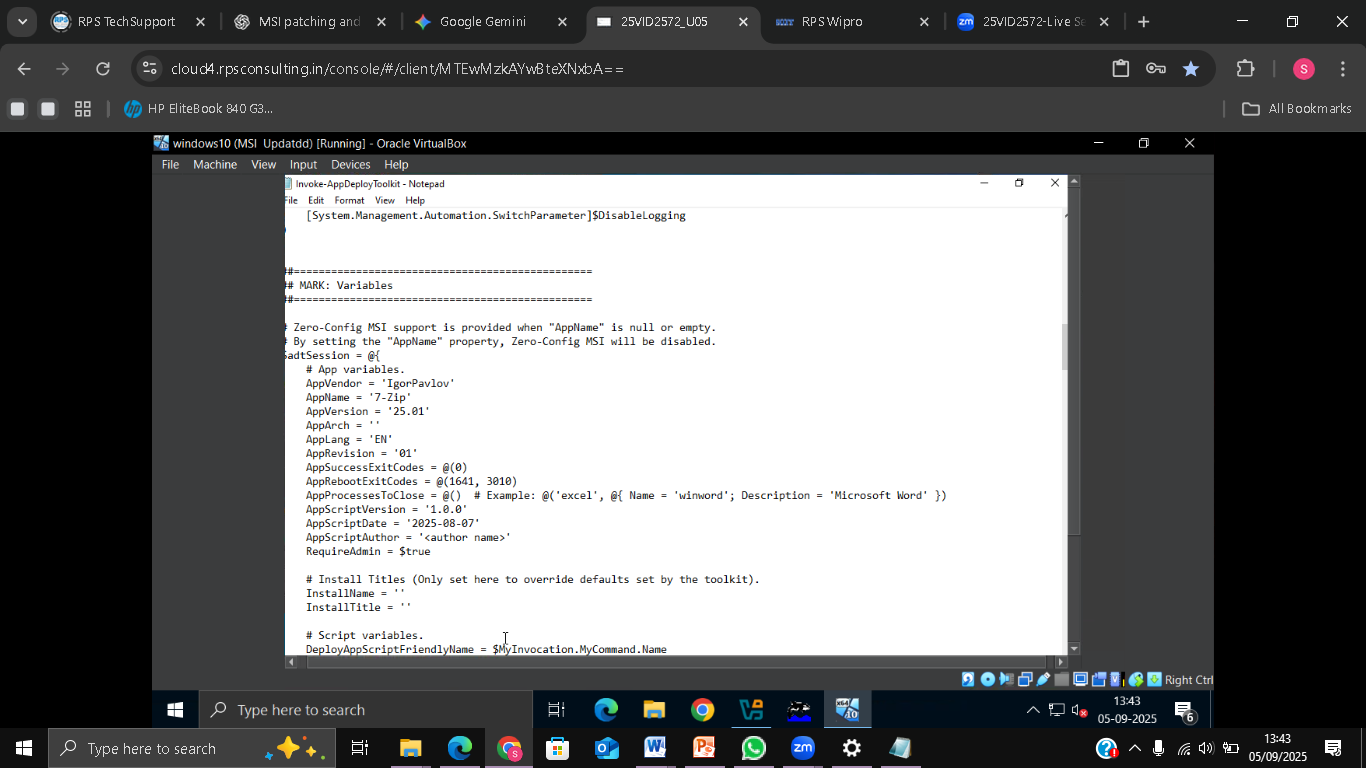 RPS TechSupport
MSI patching and
Google Gemini
25VID2572_U05
RPS Wipro
25VID2572-Live Se
cloud4.rpsconsulting.in/console/#/client/MTEwMzkAYwBteXNxbA==
HP EliteBook 840 G3...
All Bookmarks
windows10 (MSI Updatdd) [Running] - Oracle VirtualBox
File Machine View Input Devices Help
Invoke-AppDeployToolkit - Notepad
File Edit Format View Help
[System.Management.Automation.SwitchParameter]$DisableLogging
)
##================================================
## MARK: Variables
##================================================
# Zero-Config MSI support is provided when "AppName" is null or empty.
# By setting the "AppName" property, Zero-Config MSI will be disabled.
$adtSession = @{
# App variables.
AppVendor = 'IgorPavlov'
AppName = '7-Zip'
AppVersion = '25.01'
AppArch = ''
AppLang = 'EN'
AppRevision = '01'
AppSuccessExitCodes = @(0)
AppRebootExitCodes = @(1641, 3010)
AppProcessesToClose = @()  # Example: @('excel', @{ Name = 'winword'; Description = 'Microsoft Word' })
AppScriptVersion = '1.0.0'
AppScriptDate = '2025-08-07'
AppScriptAuthor = '<author name>'
RequireAdmin = $true
# Install Titles (Only set here to override defaults set by the toolkit).
InstallName = ''
InstallTitle = ''
# Script variables.
DeployAppScriptFriendlyName = $MyInvocation.MyCommand.Name
Right Ctrl
Type here to search
13:43
05-09-2025
6
Type here to search
13:43
05/09/2025